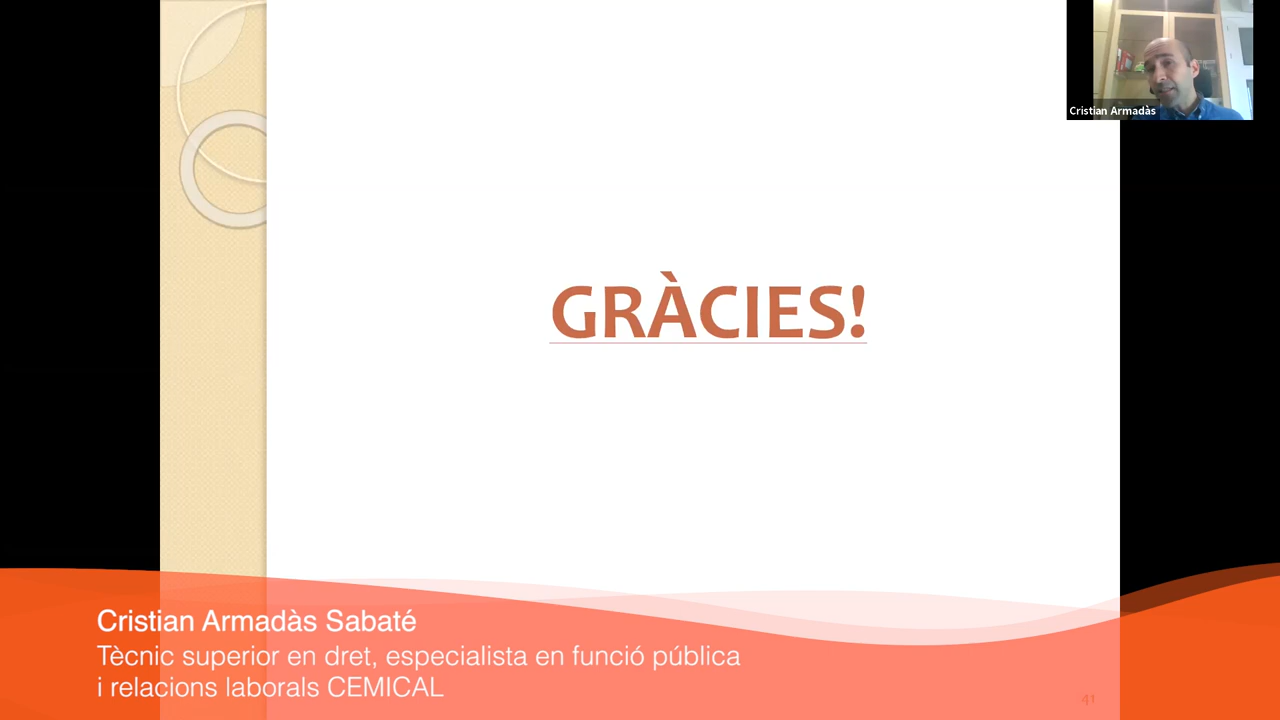 Cristian Armadàs
GRÀCIES!
Cristian Armadàs Sabaté
Tècnic superior en dret, especialista en funció pública
i relacions laborals CEMICAL
41